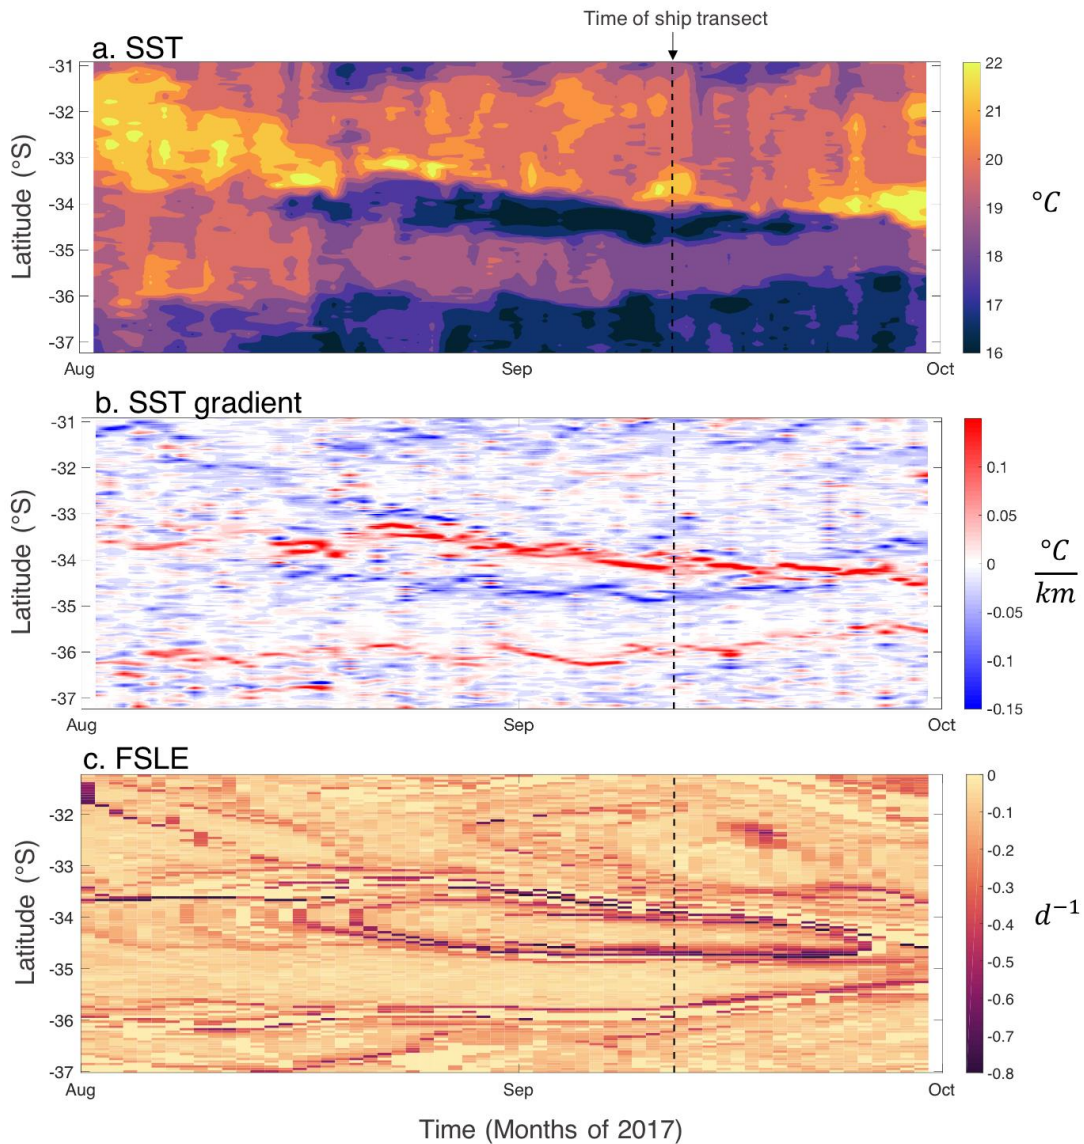 Time of ship transect
a. SST
-31
-32
-33
-34
-35
-36
-37
Latitude (°S)
Aug
Sep
Oct
22
21
20
19
18
17
16
°C
b. SST gradient
-31
-32
-33
-34
-35
-36
-37
Latitude (°S)
Aug
Sep
Oct
0.1
0.05
0
-0.05
-0.1
-0.15
°C
km
c. FSLE
-32
-33
-34
-35
-36
-37
Latitude (°S)
Aug
Sep
Oct
0
-0.1
-0.2
-0.3
-0.4
-0.5
-0.6
-0.7
-0.8
d⁻¹
Time (Months of 2017)